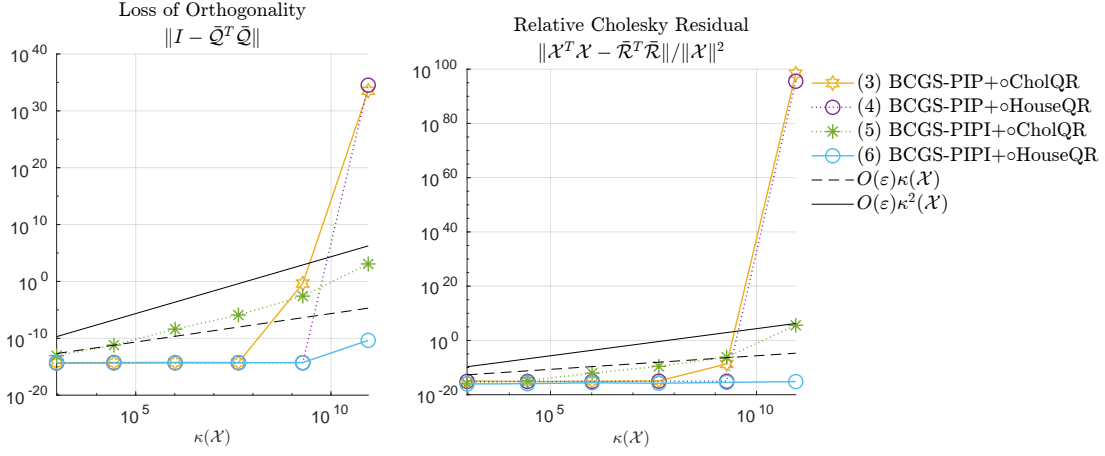 Loss of Orthogonality
∥I − Q̄ᵀQ̄∥
10⁴⁰
10³⁰
10²⁰
10¹⁰
10⁰
10⁻¹⁰
10⁻²⁰
10⁵
10¹⁰
κ(𝒳)
Relative Cholesky Residual
∥𝒳ᵀ𝒳 − R̄ᵀR̄∥/∥𝒳∥²
10¹⁰⁰
10⁸⁰
10⁶⁰
10⁴⁰
10²⁰
10⁰
10⁻²⁰
10⁵
10¹⁰
κ(𝒳)
(3) BCGS-PIP+∘CholQR
(4) BCGS-PIP+∘HouseQR
(5) BCGS-PIPI+∘CholQR
(6) BCGS-PIPI+∘HouseQR
O(ε)κ(𝒳)
O(ε)κ²(𝒳)